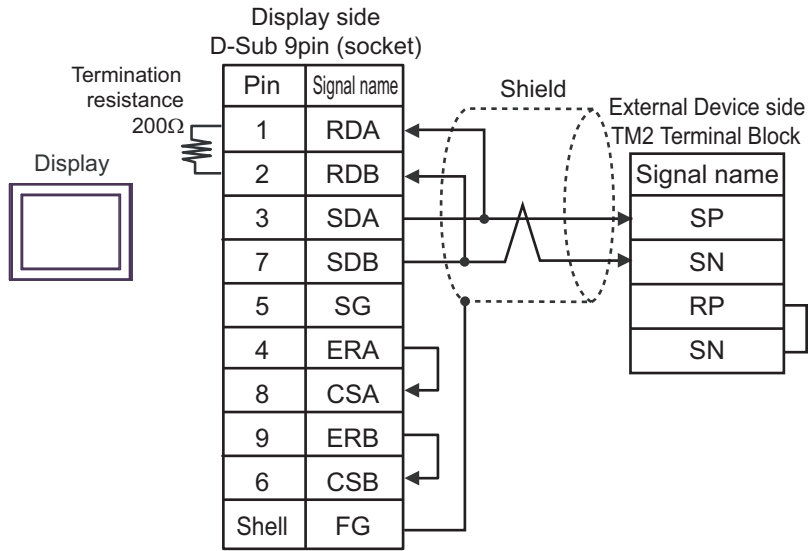 Display side
D-Sub 9pin (socket)
Termination
resistance
200Ω
Display
Pin Signal name
1 RDA
2 RDB
3 SDA
7 SDB
5 SG
4 ERA
8 CSA
9 ERB
6 CSB
Shell FG
Shield
External Device side
TM2 Terminal Block
Signal name
SP
SN
RP
SN